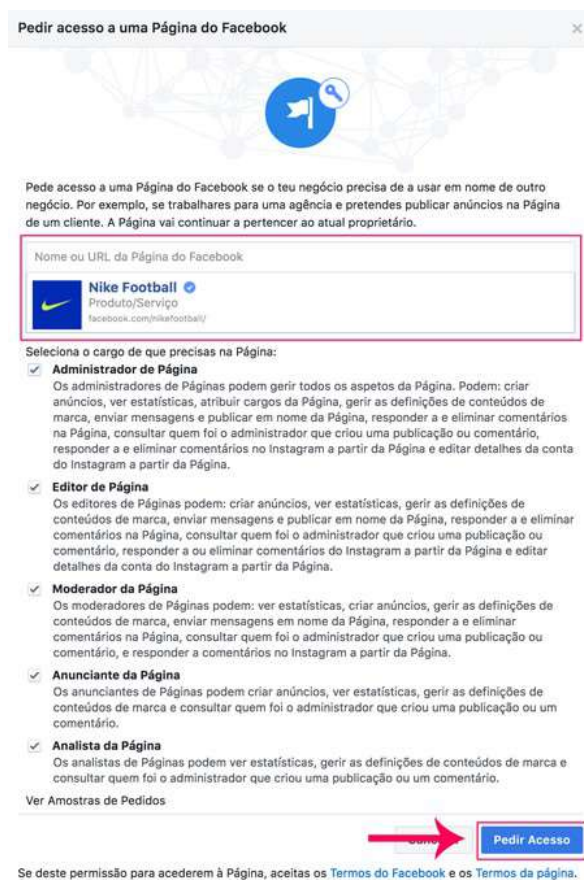 Pedir acesso a uma Página do Facebook
Pede acesso a uma Página do Facebook se o teu negócio precisa de a usar em nome de outro
negócio. Por exemplo, se trabalhares para uma agência e pretendes publicar anúncios na Página
de um cliente. A Página vai continuar a pertencer ao atual proprietário.
Nome ou URL da Página do Facebook
Nike Football
Produto/Serviço
facebook.com/nikefootball/
Seleciona o cargo de que precisas na Página:
Administrador de Página
Os administradores de Páginas podem gerir todos os aspetos da Página. Podem: criar
anúncios, ver estatísticas, atribuir cargos da Página, gerir as definições de conteúdos de
marca, enviar mensagens e publicar em nome da Página, responder a e eliminar comentários
na Página, consultar quem foi o administrador que criou uma publicação ou comentário,
responder a e eliminar comentários no Instagram a partir da Página e editar detalhes da conta
do Instagram a partir da Página.
Editor de Página
Os editores de Páginas podem: criar anúncios, ver estatísticas, gerir as definições de
conteúdos de marca, enviar mensagens e publicar em nome da Página, responder a e eliminar
comentários na Página, consultar quem foi o administrador que criou uma publicação ou
comentário, responder a ou eliminar comentários do Instagram a partir da Página e editar
detalhes da conta do Instagram a partir da Página.
Moderador da Página
Os moderadores de Páginas podem: ver estatísticas, criar anúncios, gerir as definições de
conteúdos de marca, enviar mensagens em nome da Página, responder a e eliminar
comentários na Página, consultar quem foi o administrador que criou uma publicação ou
comentário, e responder a comentários no Instagram a partir da Página.
Anunciante da Página
Os anunciantes de Páginas podem criar anúncios, ver estatísticas, gerir as definições de
conteúdos de marca e consultar quem foi o administrador que criou uma publicação ou um
comentário.
Analista da Página
Os analistas de Páginas podem ver estatísticas, gerir as definições de conteúdos de marca e
consultar quem foi o administrador que criou uma publicação ou um comentário.
Ver Amostras de Pedidos
Pedir Acesso
Se deste permissão para acederem à Página, aceitas os Termos do Facebook e os Termos da página.